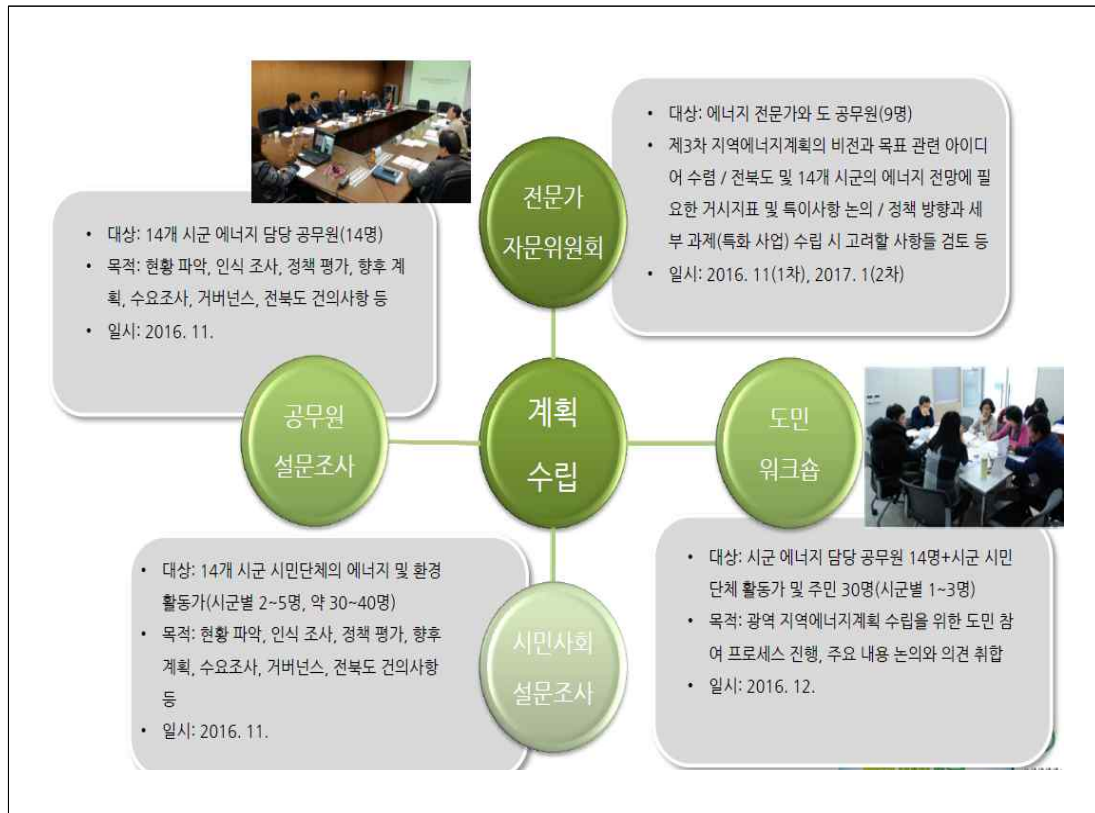 전문가
자문위원회
• 대상: 에너지 전문가와 도 공무원(9명)
• 제3차 지역에너지계획의 비전과 목표 관련 아이디
어 수렴 / 전북도 및 14개 시군의 에너지 전망에 필
요한 거시지표 및 특이사항 논의 / 정책 방향과 세
부 과제(특화 사업) 수립 시 고려할 사항들 검토 등
• 일시: 2016. 11(1차), 2017. 1(2차)
• 대상: 14개 시군 에너지 담당 공무원(14명)
• 목적: 현황 파악, 인식 조사, 정책 평가, 향후 계
획, 수요조사, 거버넌스, 전북도 건의사항 등
• 일시: 2016. 11.
공무원
설문조사
계획
수립
도민
워크숍
• 대상: 14개 시군 시민단체의 에너지 및 환경
활동가(시군별 2~5명, 약 30~40명)
• 목적: 현황 파악, 인식 조사, 정책 평가, 향후
계획, 수요조사, 거버넌스, 전북도 건의사항
등
• 일시: 2016. 11.
시민사회
설문조사
• 대상: 시군 에너지 담당 공무원 14명+시군 시민
단체 활동가 및 주민 30명(시군별 1~3명)
• 목적: 광역 지역에너지계획 수립을 위한 도민 참
여 프로세스 진행, 주요 내용 논의와 의견 취합
• 일시: 2016. 12.